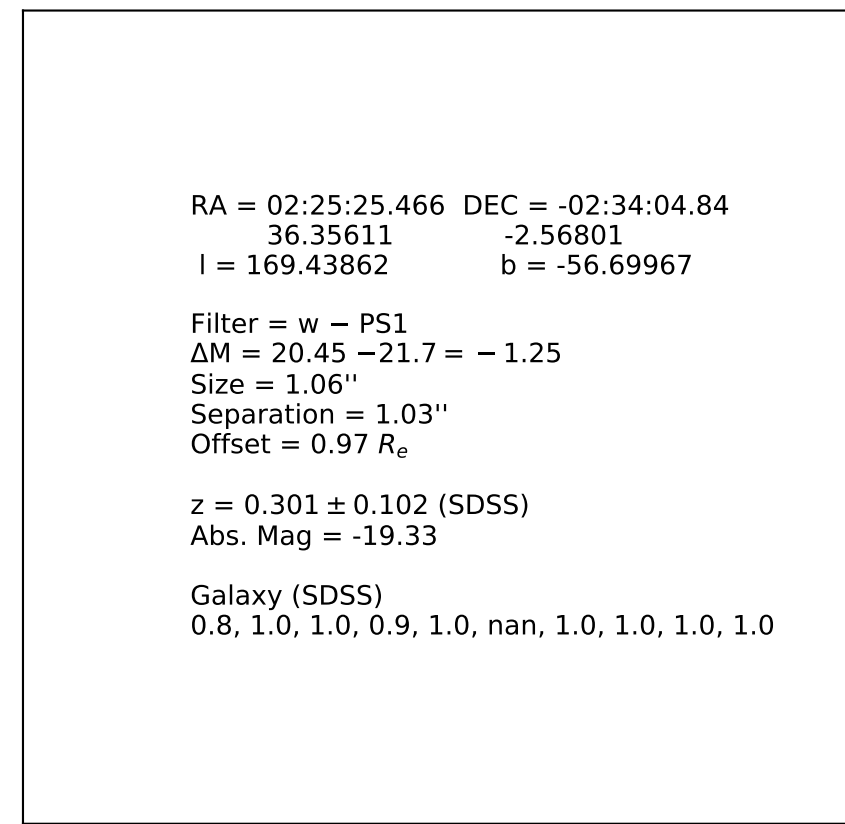 RA = 02:25:25.466  DEC = -02:34:04.84
36.35611  -2.56801
l = 169.43862  b = -56.69967
Filter = w − PS1
ΔM = 20.45 −21.7 = − 1.25
Size = 1.06''
Separation = 1.03''
Offset = 0.97 Rₑ
z = 0.301 ± 0.102 (SDSS)
Abs. Mag = -19.33
Galaxy (SDSS)
0.8, 1.0, 1.0, 0.9, 1.0, nan, 1.0, 1.0, 1.0, 1.0